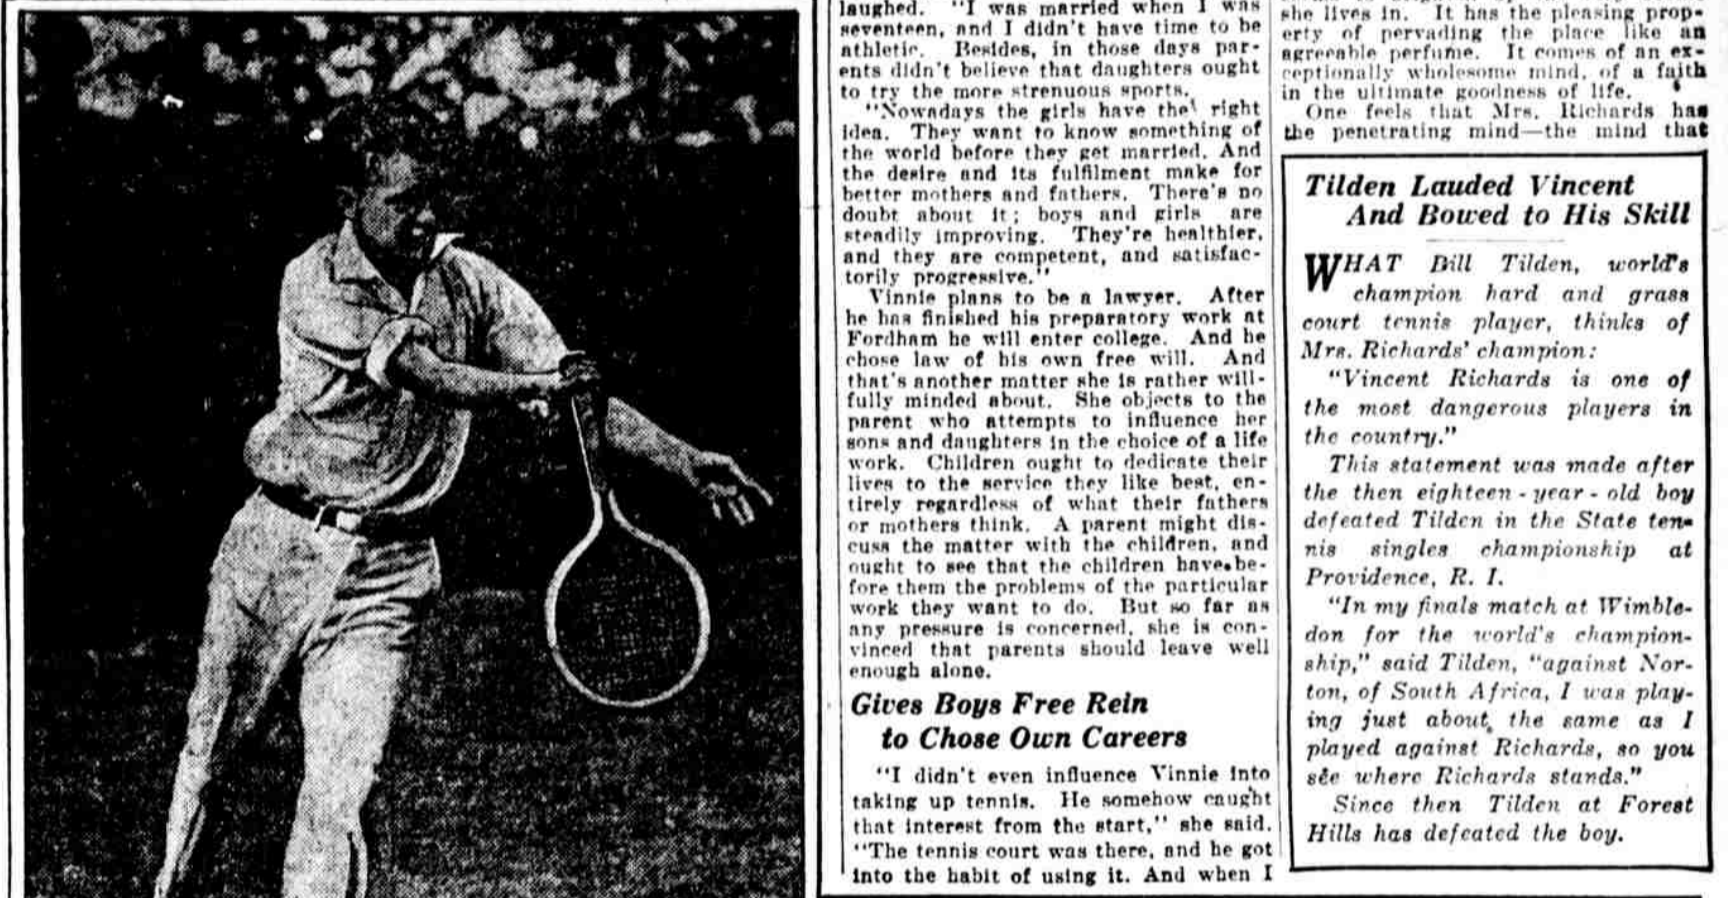 laughed. "I was married when I was
seventeen, and I didn't have time to be
athletic. Besides, in those days par-
ents didn't believe that daughters ought
to try the more strenuous sports.
"Nowadays the girls have the right
idea. They want to know something of
the world before they get married. And
the desire and its fulfilment make for
better mothers and fathers. There's no
doubt about it; boys and girls are
steadily improving. They're healthier,
and they are competent, and satisfac-
torily progressive."
Vinnie plans to be a lawyer. After
he has finished his preparatory work at
Fordham he will enter college. And he
chose law of his own free will. And
that's another matter she is rather will-
fully minded about. She objects to the
parent who attempts to influence her
sons and daughters in the choice of a life
work. Children ought to dedicate their
lives to the service they like best, en-
tirely regardless of what their fathers
or mothers think. A parent might dis-
cuss the matter with the children, and
ought to see that the children have be-
fore them the problems of the particular
work they want to do. But so far as
any pressure is concerned, she is con-
vinced that parents should leave well
enough alone.
Gives Boys Free Rein
to Chose Own Careers
"I didn't even influence Vinnie into
taking up tennis. He somehow caught
that interest from the start," she said.
"The tennis court was there, and he got
into the habit of using it. And when I
she lives in. It has the pleasing prop-
erty of pervading the place like an
agreeable perfume. It comes of an ex-
ceptionally wholesome mind, of a faith
in the ultimate goodness of life.
One feels that Mrs. Richards has
the penetrating mind—the mind that
Tilden Lauded Vincent
And Bowed to His Skill
WHAT Bill Tilden, world's
champion hard and grass
court tennis player, thinks of
Mrs. Richards' champion:
"Vincent Richards is one of
the most dangerous players in
the country."
This statement was made after
the then eighteen-year-old boy
defeated Tilden in the State ten-
nis singles championship at
Providence, R. I.
"In my finals match at Wimble-
don for the world's champion-
ship," said Tilden, "against Nor-
ton, of South Africa, I was play-
ing just about the same as I
played against Richards, so you
see where Richards stands."
Since then Tilden at Forest
Hills has defeated the boy.